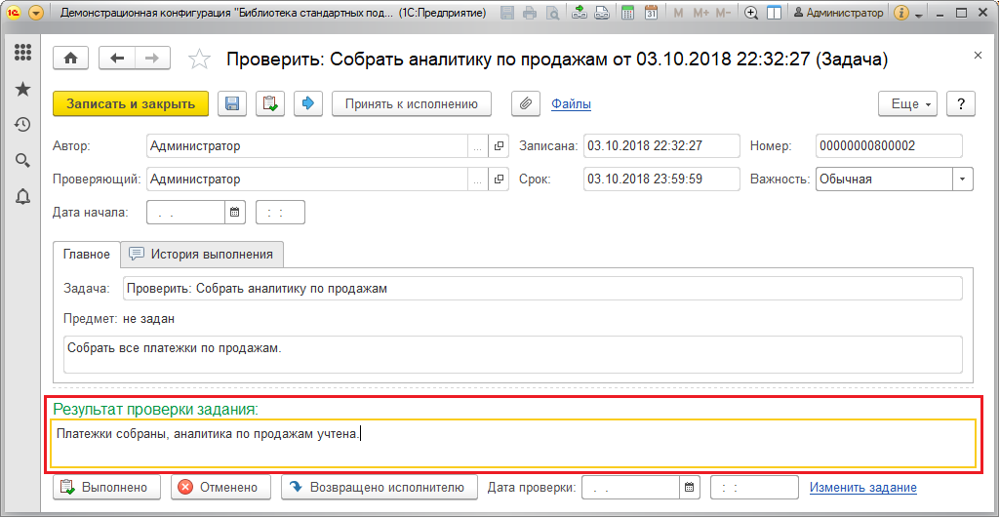 Демонстрационная конфигурация "Библиотека стандартных под... (1С:Предприятие)
M M+ M−
Администратор
Проверить: Собрать аналитику по продажам от 03.10.2018 22:32:27 (Задача)
Записать и закрыть
Принять к исполнению
Файлы
Еще
?
Автор: Администратор ... Записана: 03.10.2018 22:32:27 Номер: 00000000800002
Проверяющий: Администратор ... Срок: 03.10.2018 23:59:59 Важность: Обычная
Дата начала: . . : :
Главное История выполнения
Задача: Проверить: Собрать аналитику по продажам
Предмет: не задан
Собрать все платежки по продажам.
Результат проверки задания:
Платежки собраны, аналитика по продажам учтена.
Выполнено Отменено Возвращено исполнителю Дата проверки: . . : : Изменить задание